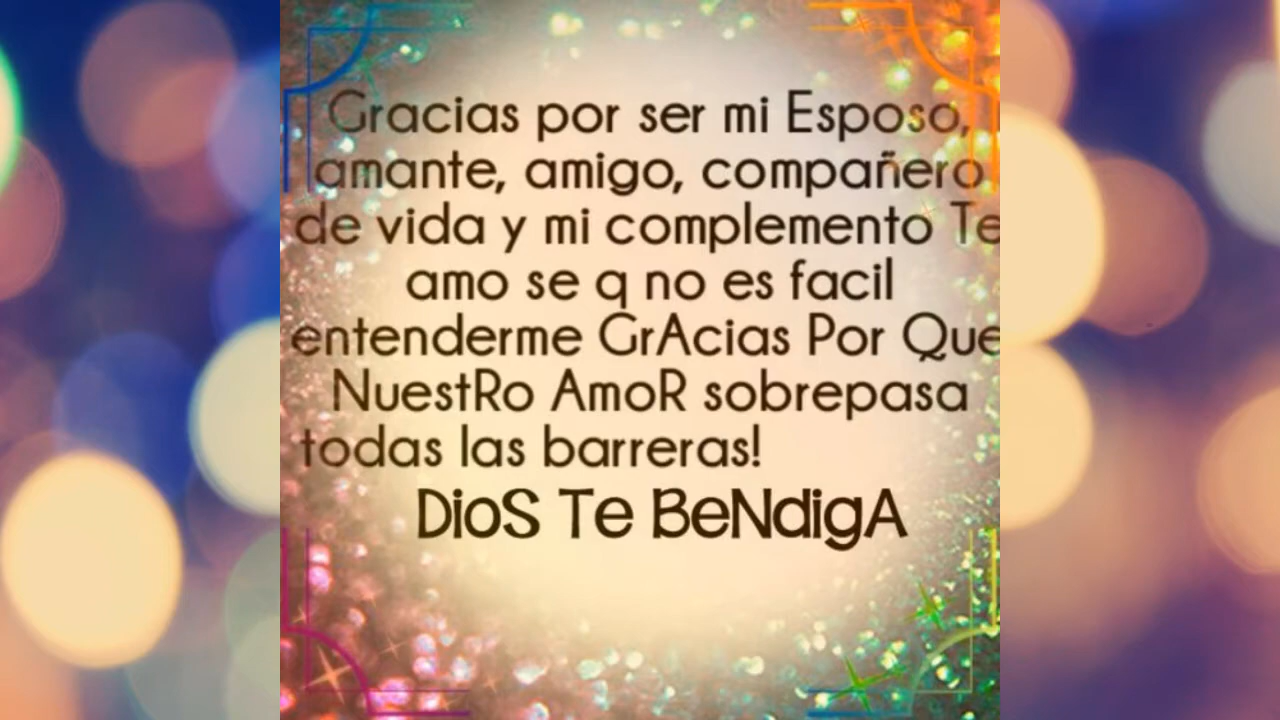 Gracias por ser mi Esposo,
amante, amigo, compañero
de vida y mi complemento Te
amo se q no es facil
entenderme GrAcias Por Que
NuestRo AmoR sobrepasa
todas las barreras!
DioS Te BeNdigA